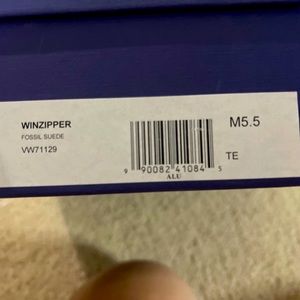 WINZIPPER M5.5
FOSSIL SUEDE
VW71129
9 90082 41084 5 TE
ALU